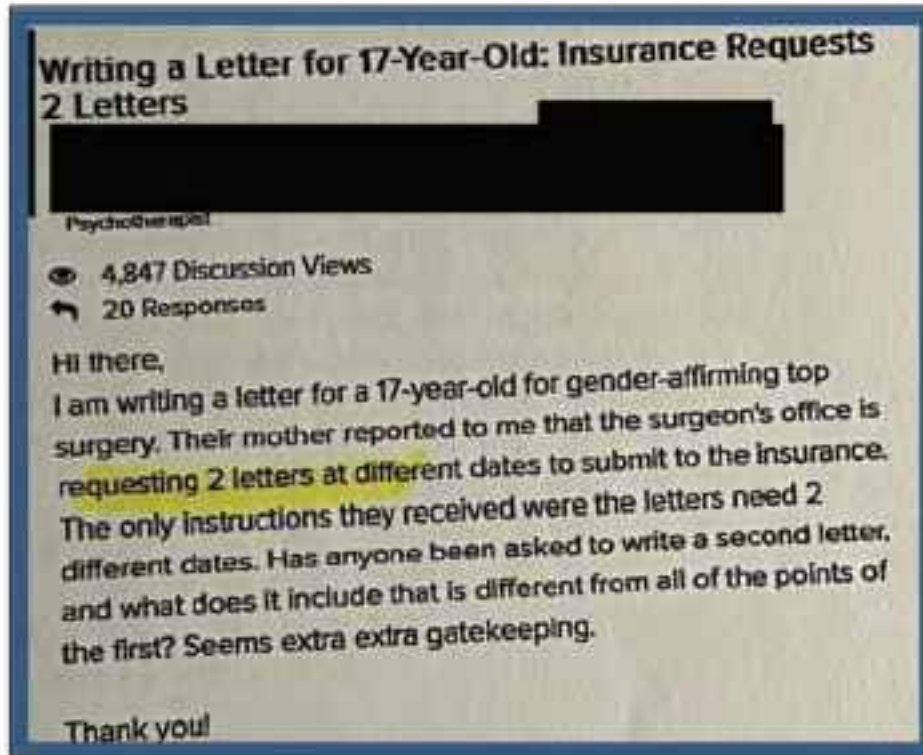 Writing a Letter for 17-Year-Old: Insurance Requests
2 Letters
Psychotherapist
4,847 Discussion Views
20 Responses
Hi there,
I am writing a letter for a 17-year-old for gender-affirming top
surgery. Their mother reported to me that the surgeon's office is
requesting 2 letters at different dates to submit to the insurance.
The only instructions they received were the letters need 2
different dates. Has anyone been asked to write a second letter,
and what does it include that is different from all of the points of
the first? Seems extra extra gatekeeping.
Thank you!